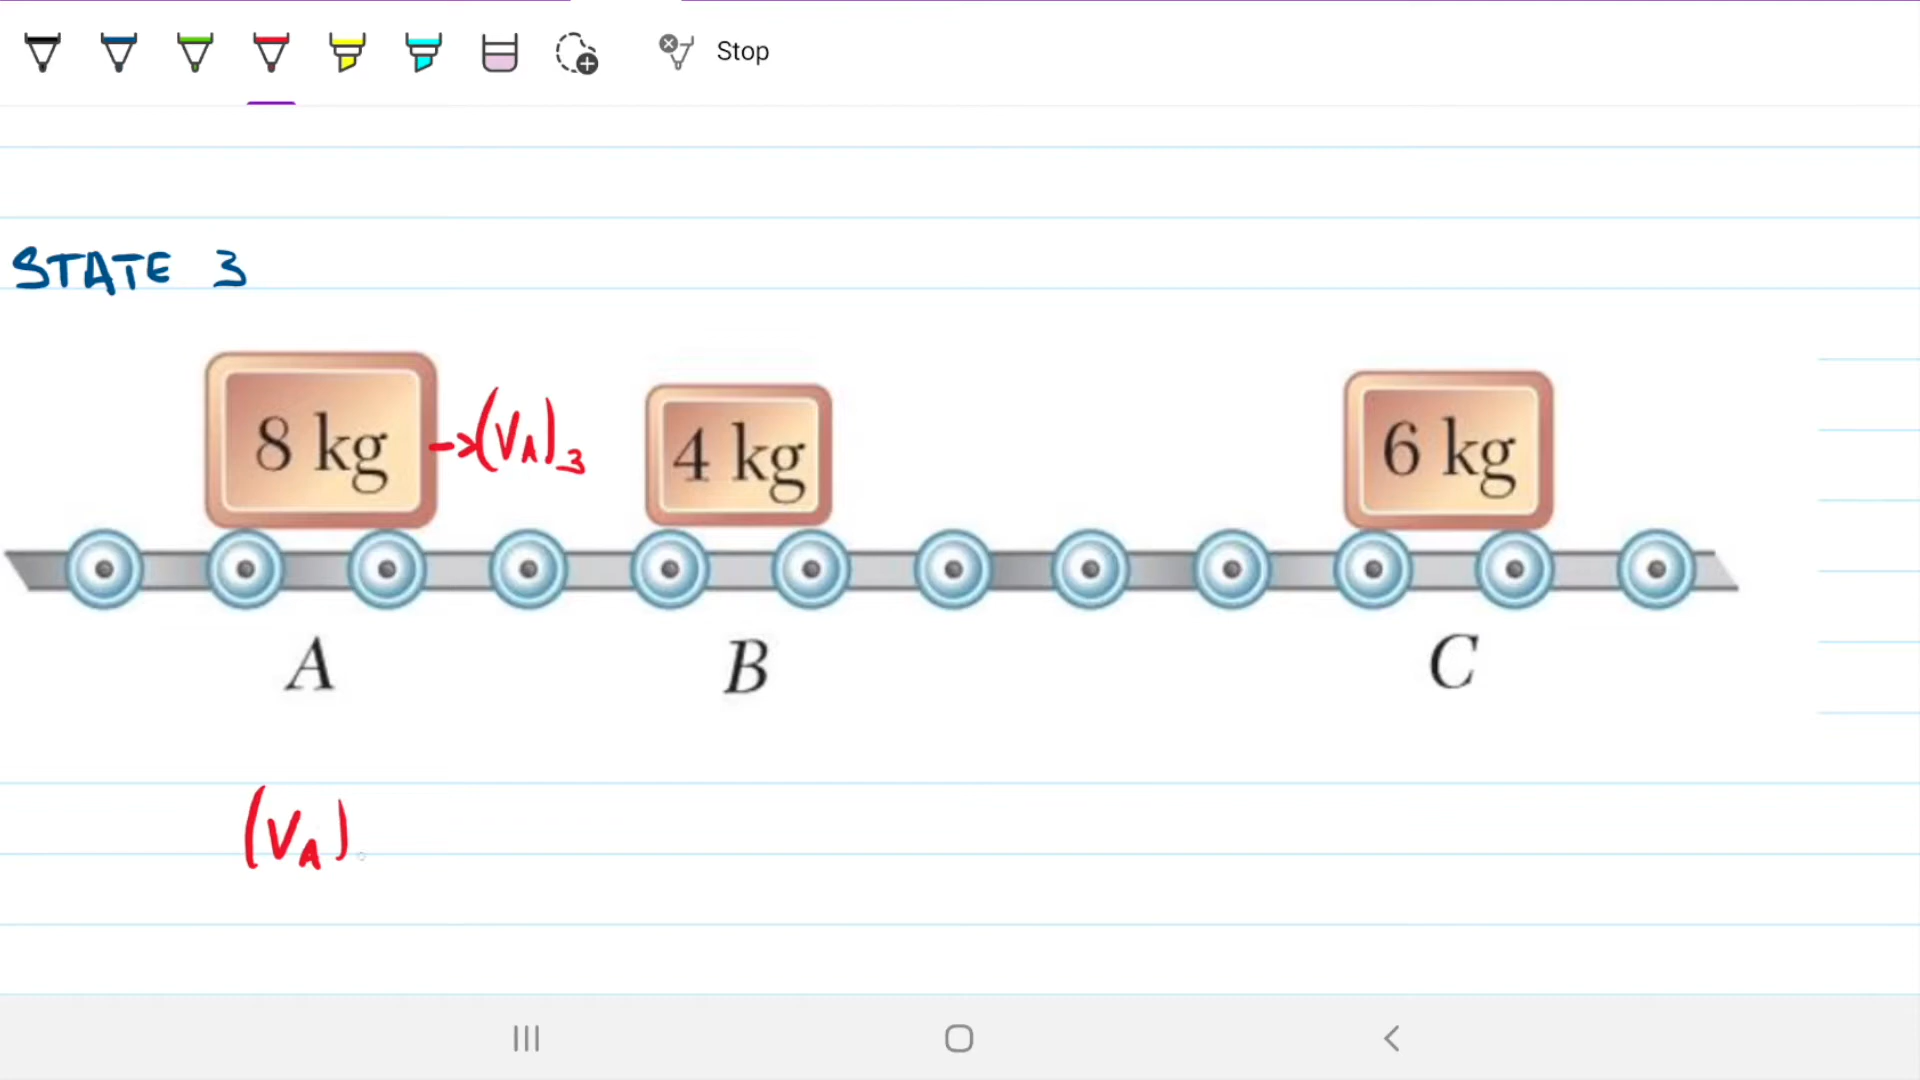 Stop
STATE 3
8 kg
→(VA)3
4 kg
6 kg
A
B
C
(VA)